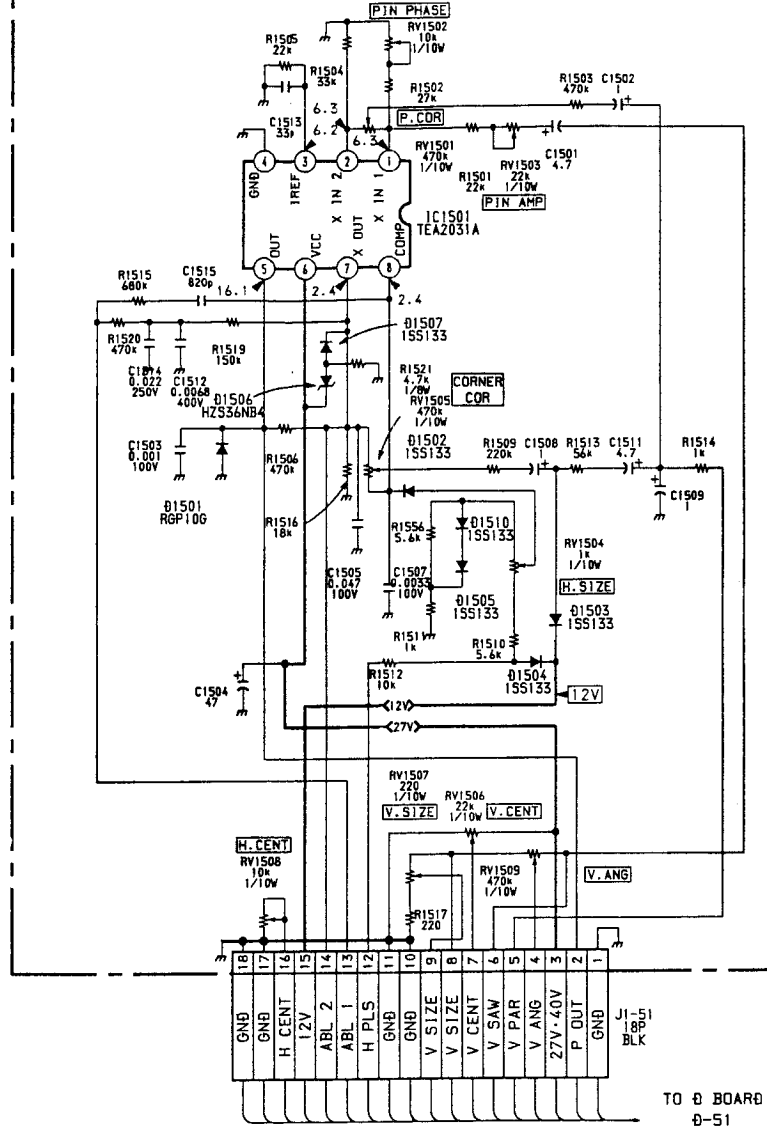 PIN PHASE
RV1502
10k
1/10W
R1505
22k
R1504
33k
C1513
33p
6.3
6.2
R1502
27k
P.COR
6.3
RV1501
470k
1/10W
R1503
470k
C1502
1
R1501
22k
RV1503
22k
1/10W
C1501
4.7
PIN AMP
4
3
2
1
GND
IREF
X IN 2
X IN 1
IC1501
TEA2031A
OUT
VCC
X OUT
COMP
5
6
7
8
16.1
2.4
2.4
R1515
680k
C1515
820p
R1520
470k
R1519
150k
C1514
0.022
250V
C1512
0.0068
400V
D1507
1SS133
D1506
HZS36NB4
R1521
4.7k
1/8W
RV1505
470k
1/10W
CORNER
COR
D1502
1SS133
C1503
0.001
100V
D1501
RGP10G
R1506
470k
R1516
18k
R1509
220k
C1508
1
R1513
56k
C1511
4.7
R1514
1k
C1509
1
C1505
0.047
100V
C1507
0.0033
100V
R1556
5.6k
D1510
1SS133
D1505
1SS133
RV1504
1k
1/10W
H.SIZE
D1503
1SS133
R1511
1k
R1510
5.6k
D1504
1SS133
R1512
10k
C1504
47
12V
12V
27V
RV1507
220
1/10W
V.SIZE
RV1506
22k
1/10W
V.CENT
H.CENT
RV1508
10k
1/10W
RV1509
470k
1/10W
V.ANG
R1517
220
18
17
16
15
14
13
12
11
10
9
8
7
6
5
4
3
2
1
GND
GND
H CENT
12V
ABL 2
ABL 1
H PLS
GND
GND
V SIZE
V SIZE
V CENT
V SAW
V PAR
V ANG
27V·40V
P OUT
GND
J1-51
18P
BLK
TO D BOARD
D-51